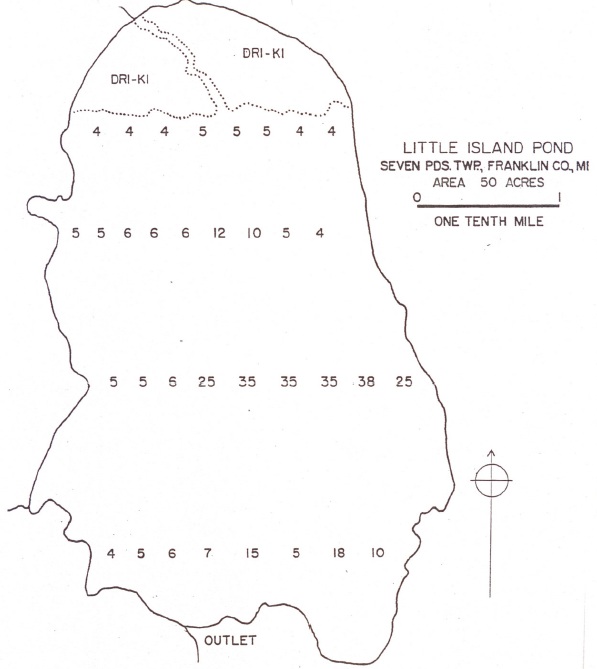 DRI-KI
DRI-KI
4 4 4 5 5 5 4 4
LITTLE ISLAND POND
SEVEN PDS. TWP., FRANKLIN CO., ME
AREA 50 ACRES
0 1
ONE TENTH MILE
5 5 6 6 6 12 10 5 4
5 5 6 25 35 35 35 38 25
4 5 6 7 15 5 18 10
OUTLET